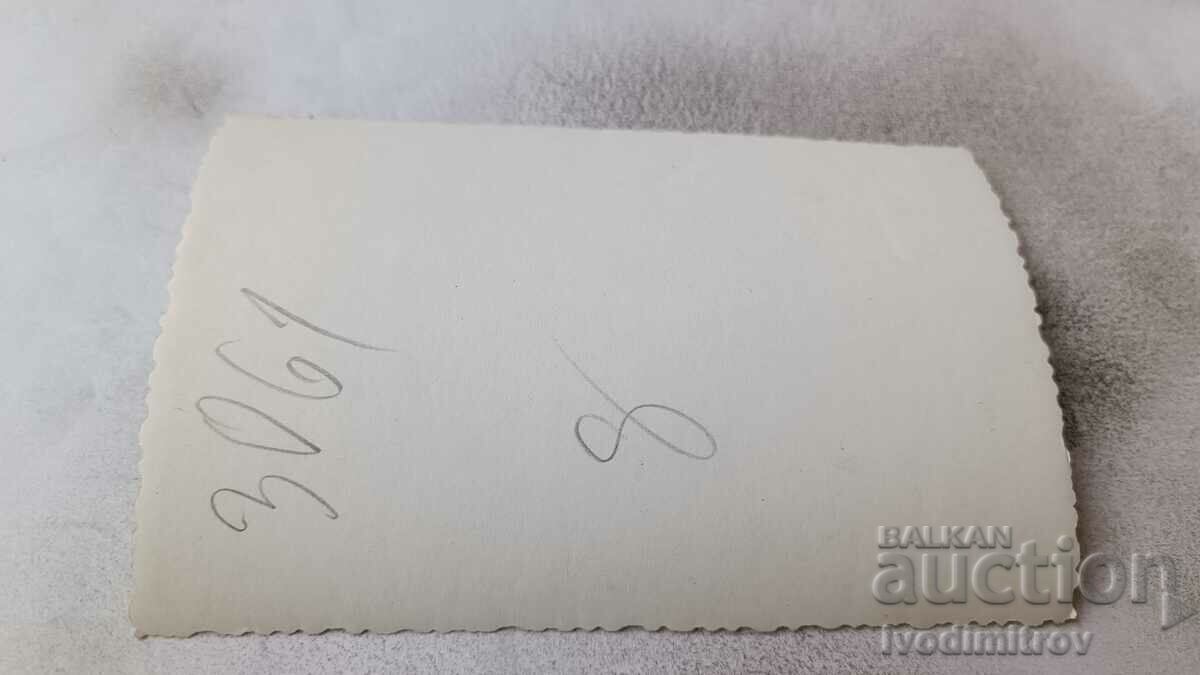 3061
8
BALKAN
auction
ivodimitrov